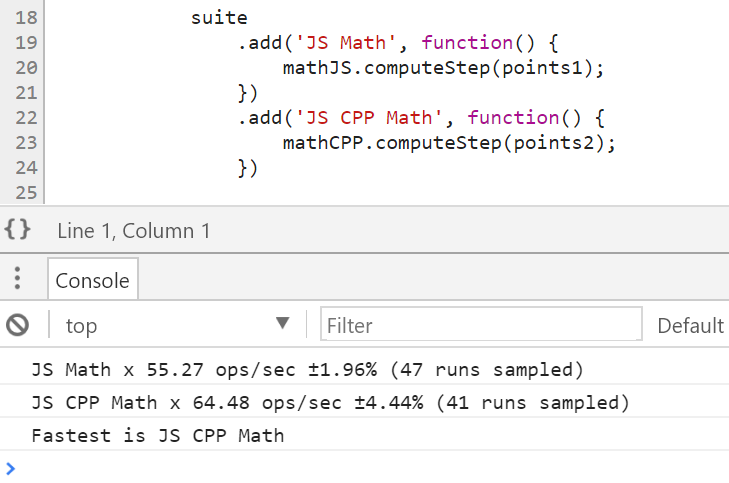 18 suite
19 .add('JS Math', function() {
20 mathJS.computeStep(points1);
21 })
22 .add('JS CPP Math', function() {
23 mathCPP.computeStep(points2);
24 })
25
{} Line 1, Column 1
Console
top ▼ Filter Default
JS Math x 55.27 ops/sec ±1.96% (47 runs sampled)
JS CPP Math x 64.48 ops/sec ±4.44% (41 runs sampled)
Fastest is JS CPP Math
>